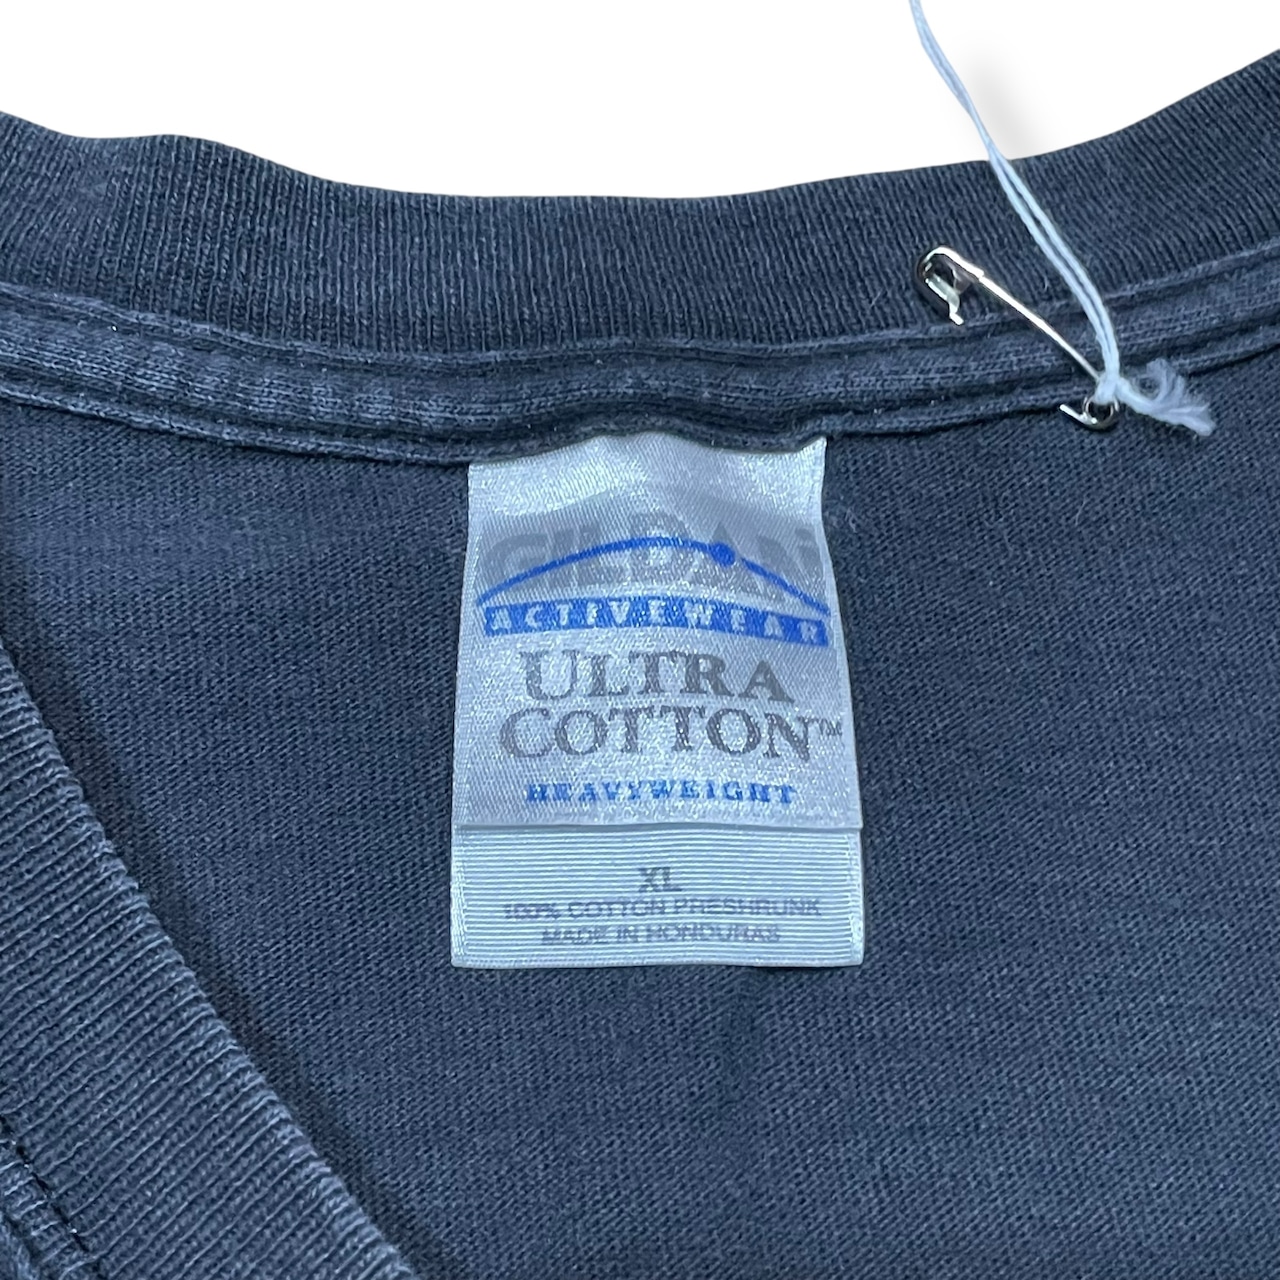 GILDAN
ACTIVEWEAR
ULTRA
COTTON™
HEAVYWEIGHT
XL
100% COTTON PRESHRUNK
MADE IN HONDURAS